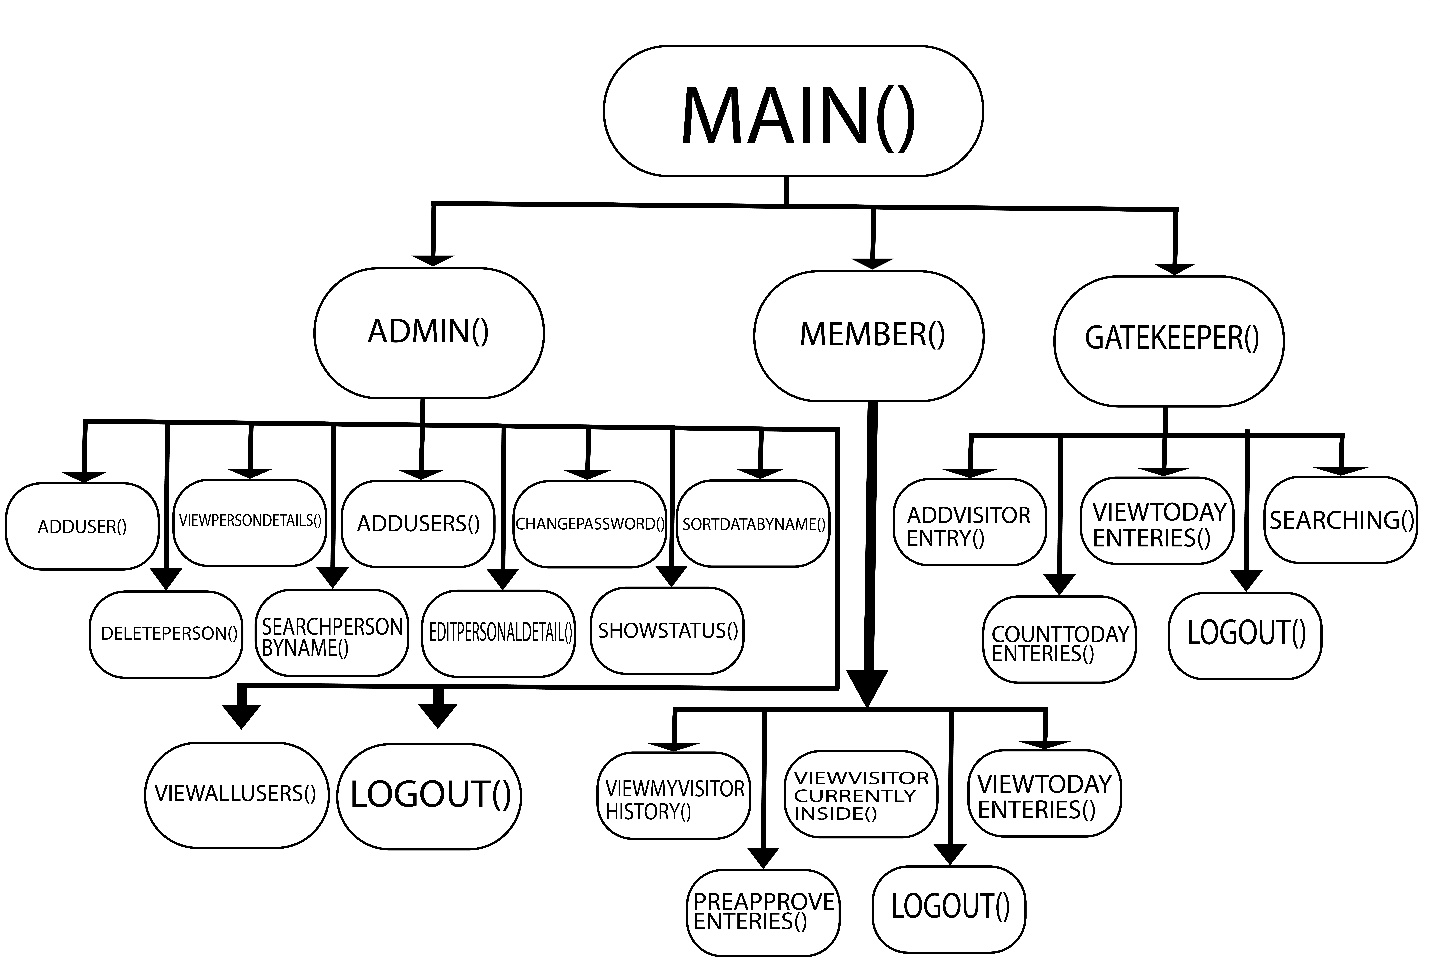 MAIN()
ADMIN()
MEMBER()
GATEKEEPER()
ADDUSER()
VIEWPERSONDETAILS()
ADDUSERS()
CHANGEPASSWORD()
SORTDATABYNAME()
ADDVISITOR
ENTRY()
VIEWTODAY
ENTERIES()
SEARCHING()
DELETEPERSON()
SEARCHPERSON
BYNAME()
EDITPERSONALDETAIL()
SHOWSTATUS()
COUNTTODAY
ENTERIES()
LOGOUT()
VIEWALLUSERS()
LOGOUT()
VIEWMYVISITOR
HISTORY()
VIEWVISITOR
CURRENTLY
INSIDE()
VIEWTODAY
ENTERIES()
PREAPPROVE
ENTERIES()
LOGOUT()